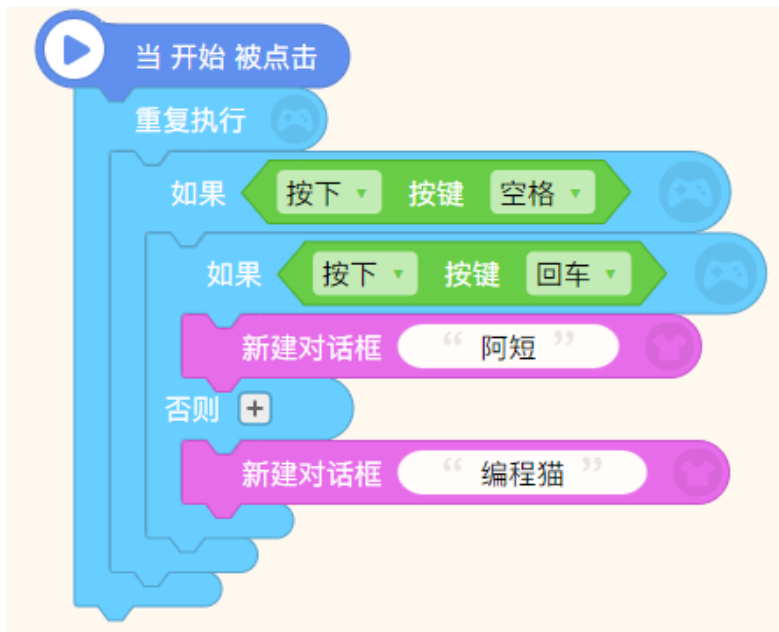 当 开始 被点击
重复执行
如果 按下 按键 空格
如果 按下 按键 回车
新建对话框 “ 阿短 ”
否则 +
新建对话框 “ 编程猫 ”